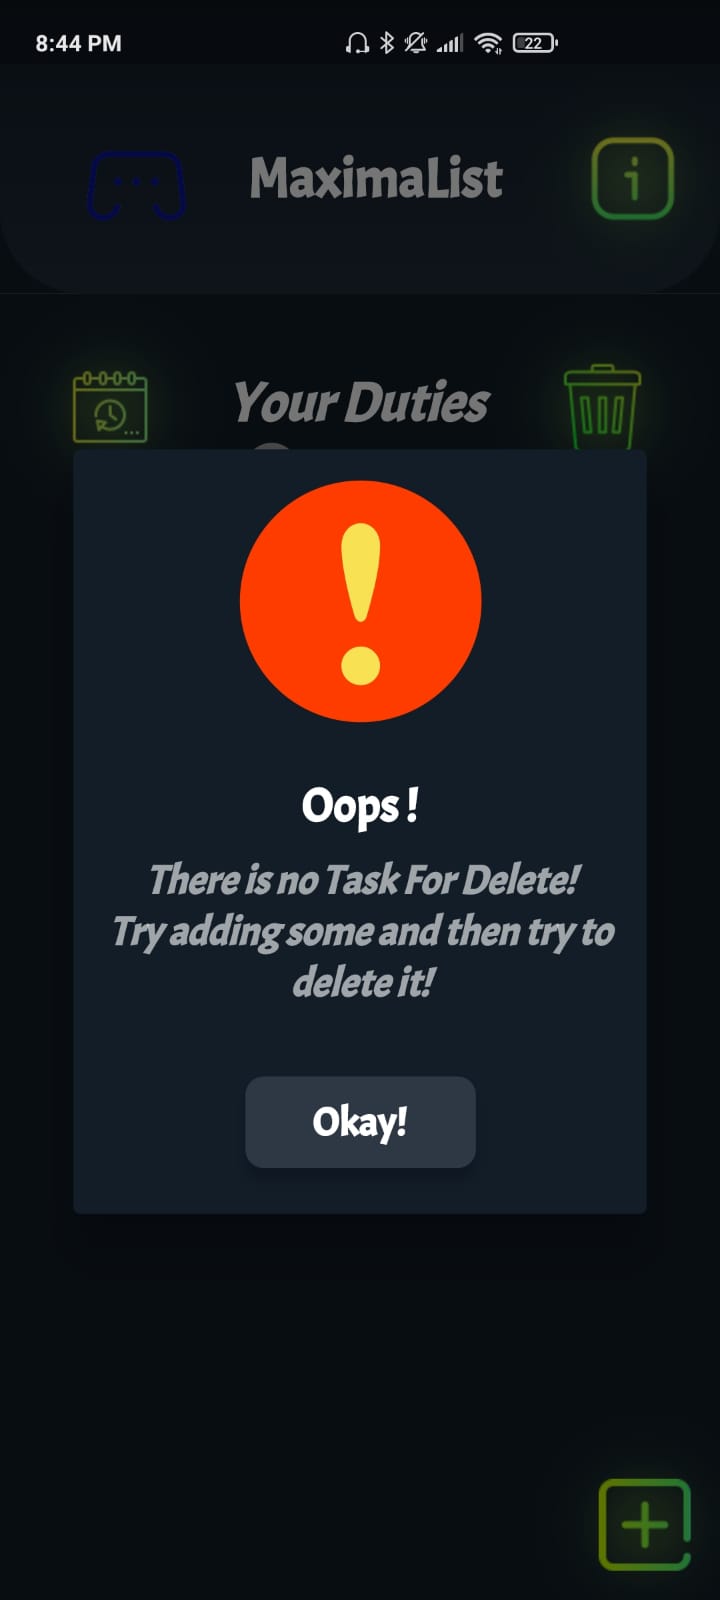 8:44 PM
22
MaximaList
Your Duties
Oops !
There is no Task For Delete!
Try adding some and then try to
delete it!
Okay!